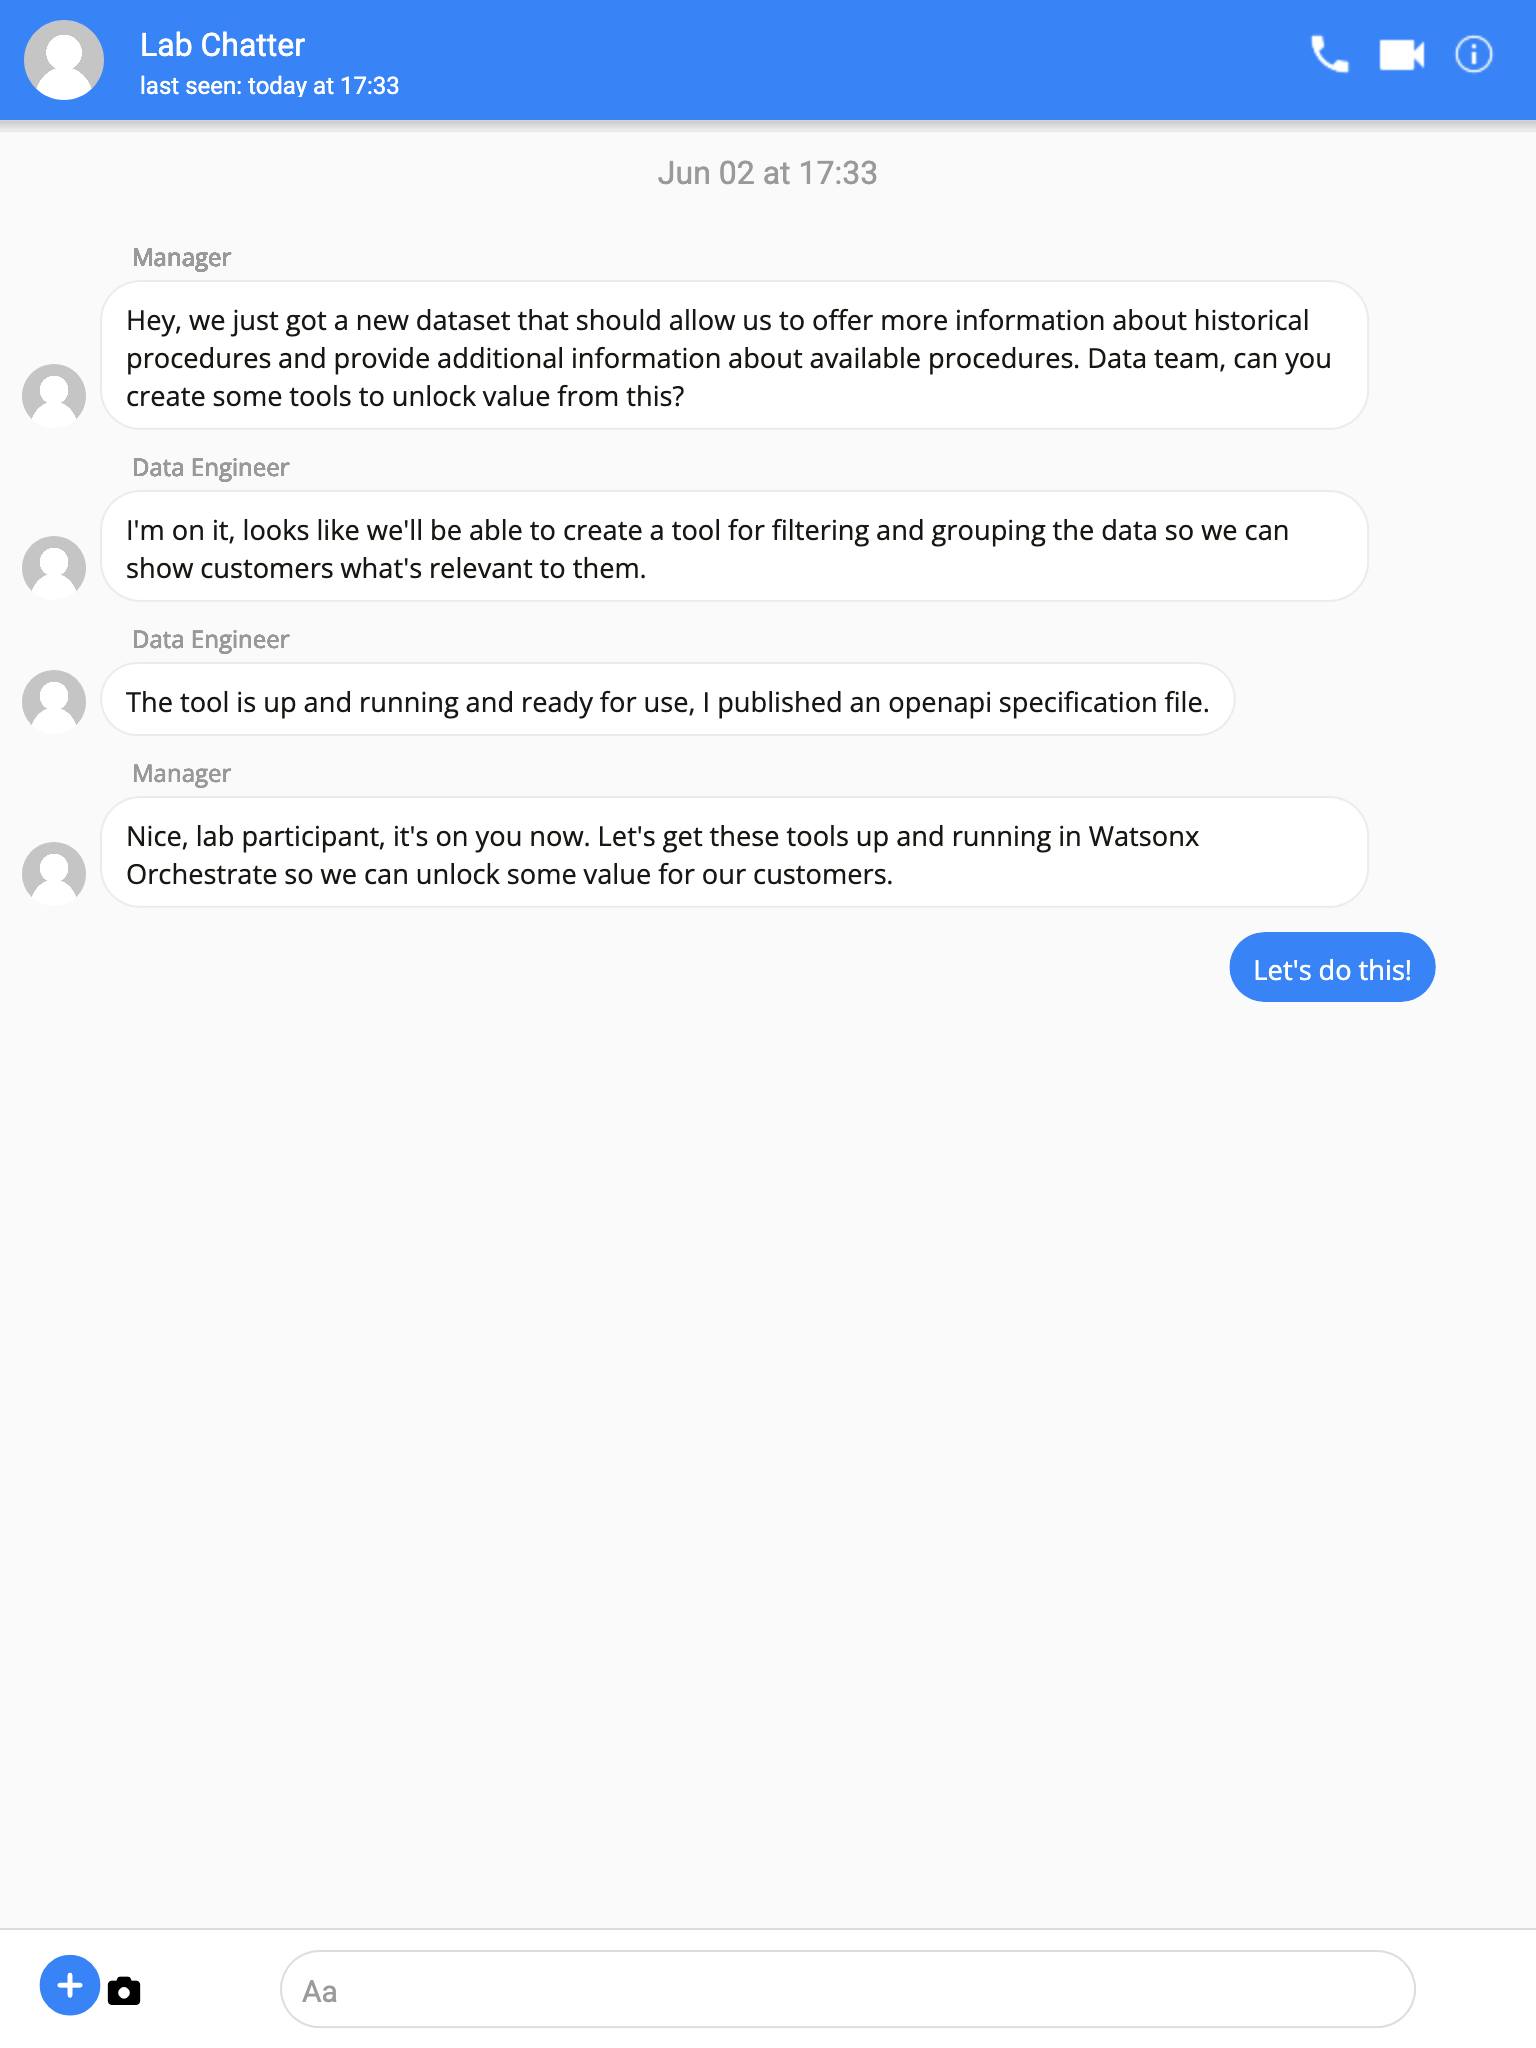 Lab Chatter
last seen: today at 17:33
Jun 02 at 17:33
Manager
Hey, we just got a new dataset that should allow us to offer more information about historical
procedures and provide additional information about available procedures. Data team, can you
create some tools to unlock value from this?
Data Engineer
I'm on it, looks like we'll be able to create a tool for filtering and grouping the data so we can
show customers what's relevant to them.
Data Engineer
The tool is up and running and ready for use, I published an openapi specification file.
Manager
Nice, lab participant, it's on you now. Let's get these tools up and running in Watsonx
Orchestrate so we can unlock some value for our customers.
Let's do this!
Aa